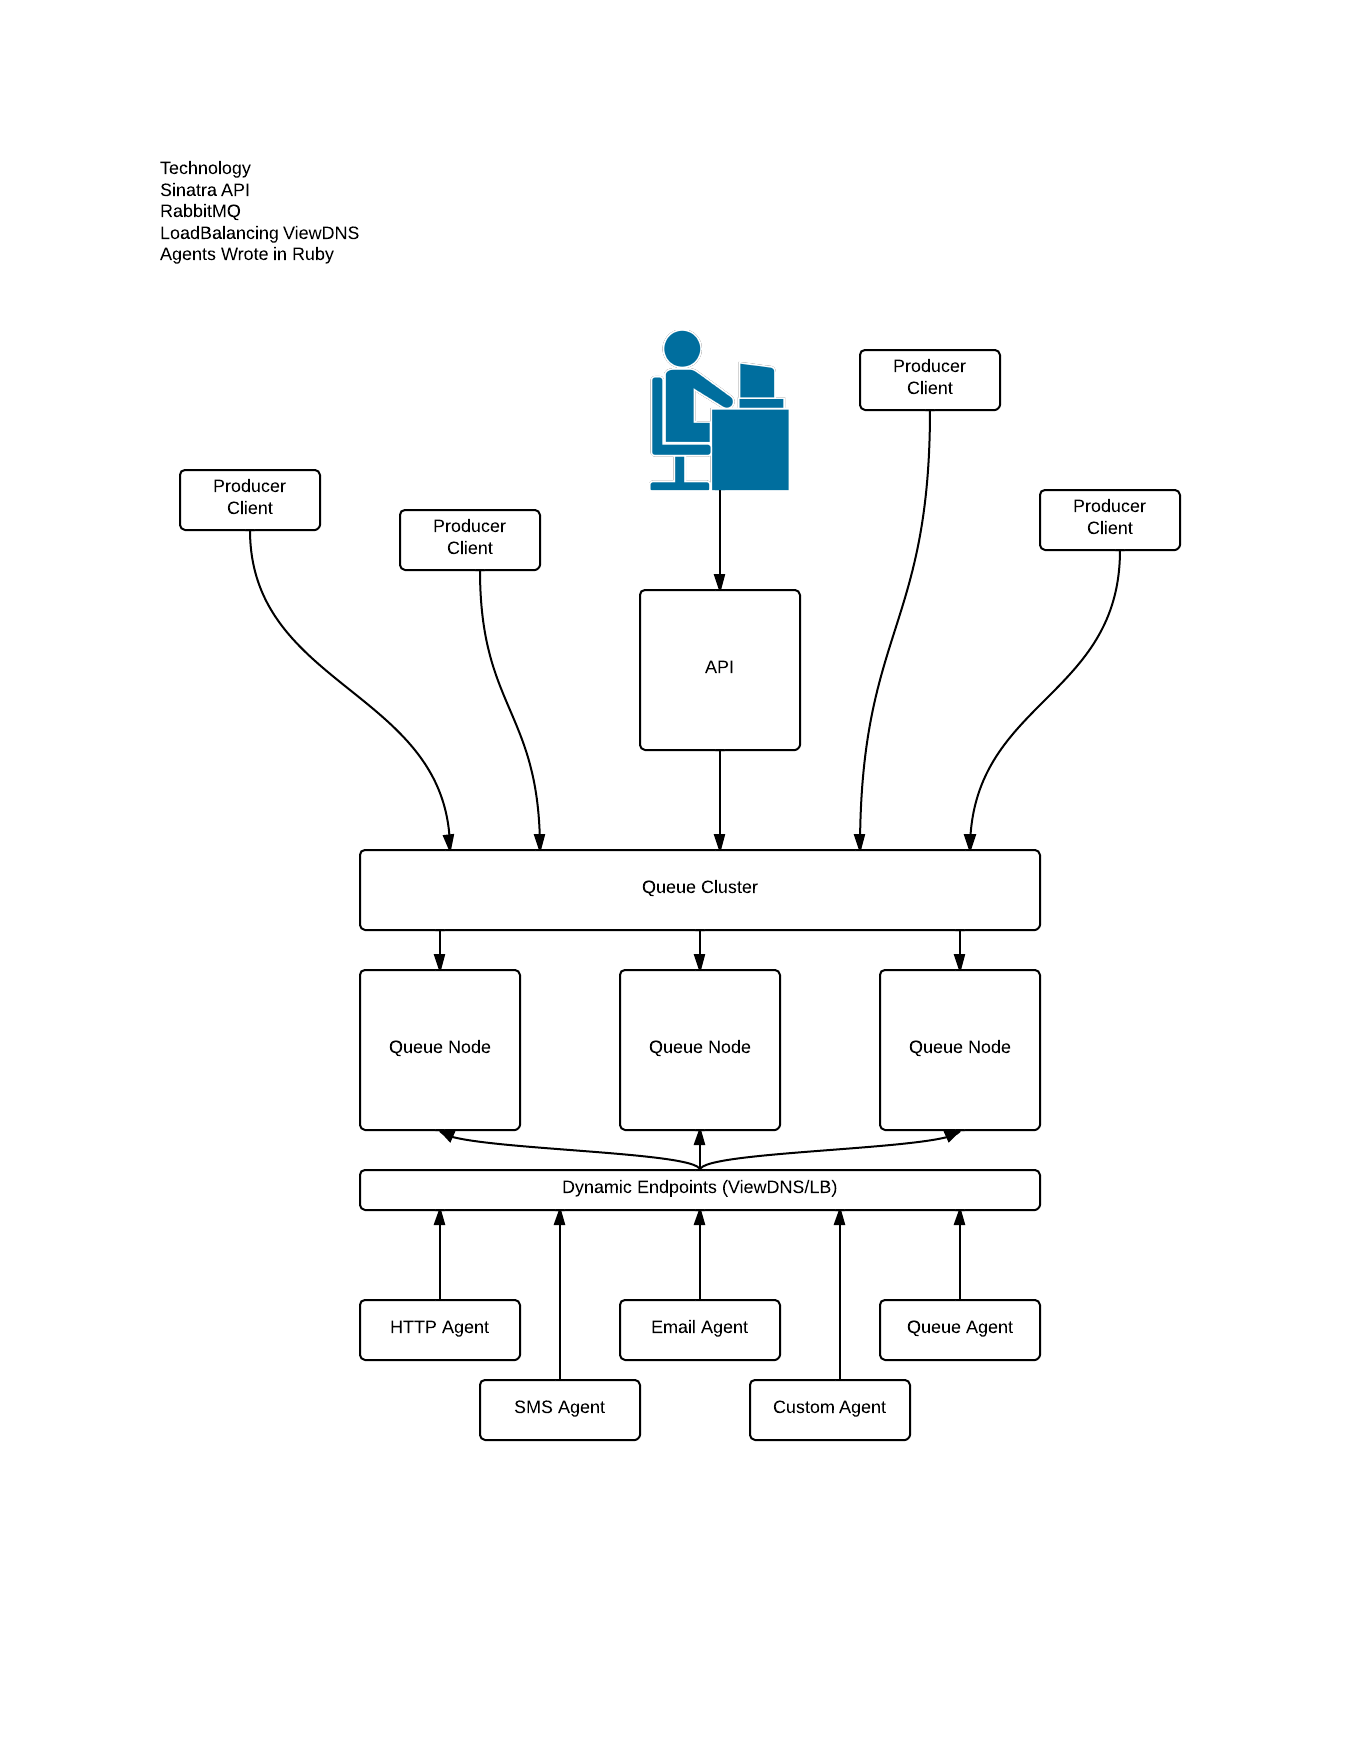 Technology
Sinatra API
RabbitMQ
LoadBalancing ViewDNS
Agents Wrote in Ruby
Producer
Client
Producer
Client
Producer
Client
Producer
Client
API
Queue Cluster
Queue Node
Queue Node
Queue Node
Dynamic Endpoints (ViewDNS/LB)
HTTP Agent
Email Agent
Queue Agent
SMS Agent
Custom Agent